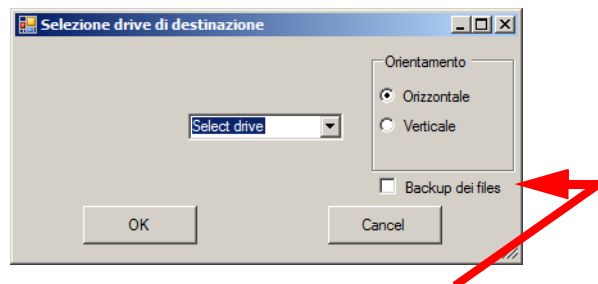 Selezione drive di destinazione
Orientamento
Orizzontale
Select drive
Verticale
Backup dei files
OK
Cancel